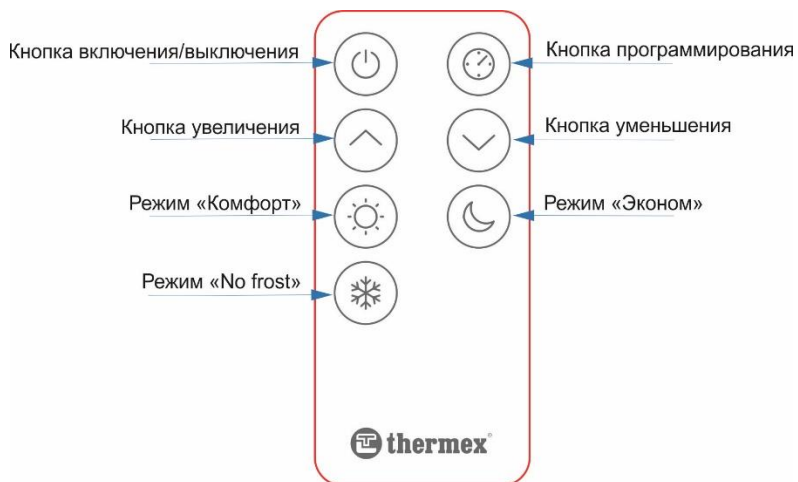 Кнопка включения/выключения
Кнопка программирования
Кнопка увеличения
Кнопка уменьшения
Режим «Комфорт»
Режим «Эконом»
Режим «No frost»
thermex